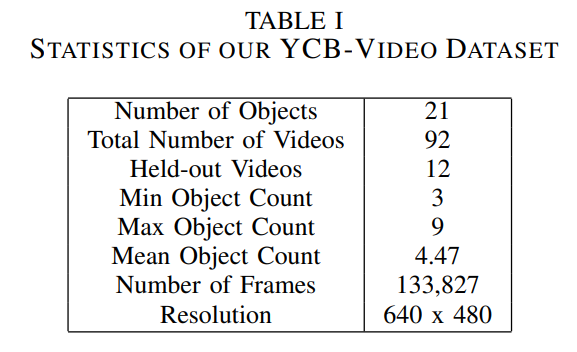 TABLE I
STATISTICS OF OUR YCB-VIDEO DATASET
Number of Objects 21
Total Number of Videos 92
Held-out Videos 12
Min Object Count 3
Max Object Count 9
Mean Object Count 4.47
Number of Frames 133,827
Resolution 640 x 480